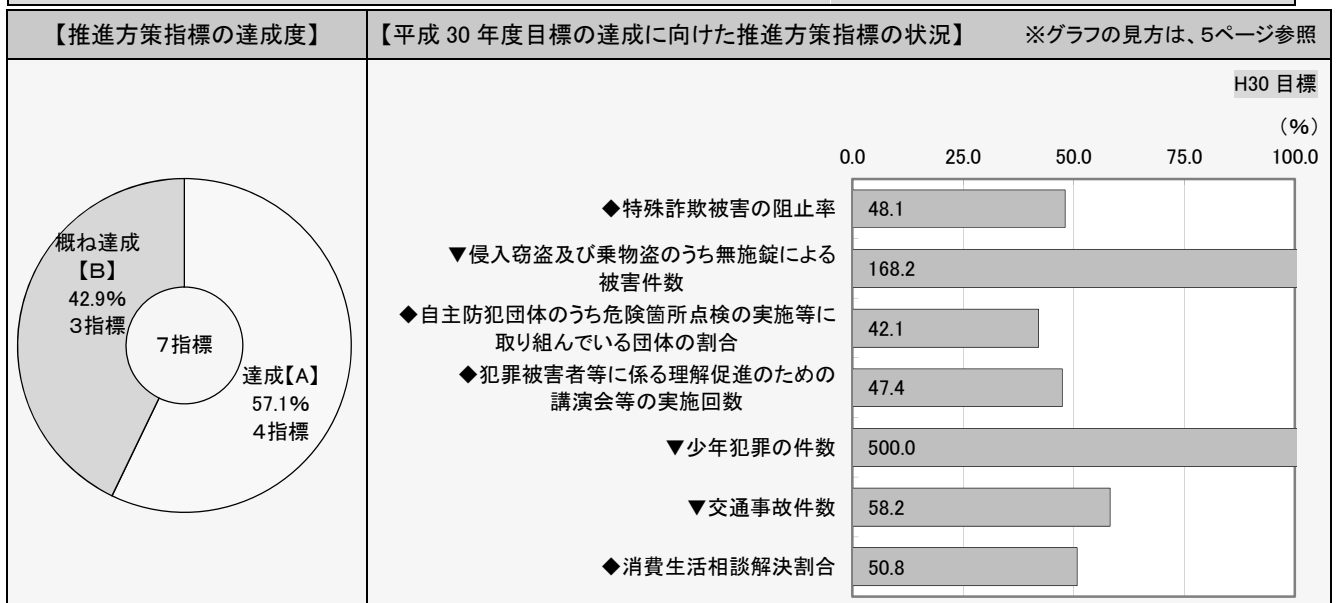 【推進方策指標の達成度】
【平成 30 年度目標の達成に向けた推進方策指標の状況】 ※グラフの見方は、5ページ参照
概ね達成
【B】
42.9%
3指標
7指標
達成【A】
57.1%
4指標
H30 目標
(%)
0.0 25.0 50.0 75.0 100.0
◆特殊詐欺被害の阻止率 48.1
▼侵入窃盗及び乗物盗のうち無施錠による
被害件数
168.2
◆自主防犯団体のうち危険箇所点検の実施等に
取り組んでいる団体の割合
42.1
◆犯罪被害者等に係る理解促進のための
講演会等の実施回数
47.4
▼少年犯罪の件数 500.0
▼交通事故件数 58.2
◆消費生活相談解決割合 50.8